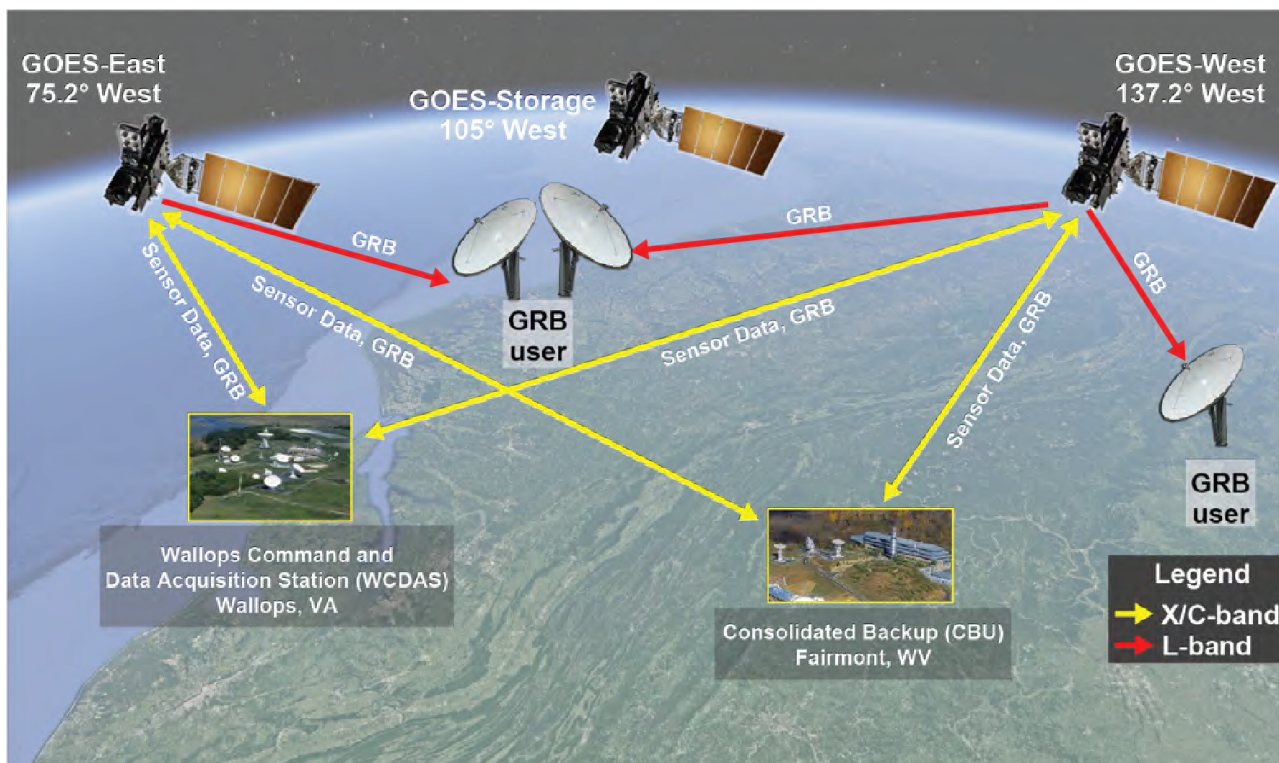 GOES-East
75.2° West
GOES-Storage
105° West
GOES-West
137.2° West
GRB
GRB
GRB
Sensor Data, GRB
Sensor Data, GRB
Sensor Data, GRB
Sensor Data, GRB
GRB
user
GRB
user
Wallops Command and
Data Acquisition Station (WCDAS)
Wallops, VA
Consolidated Backup (CBU)
Fairmont, WV
Legend
X/C-band
L-band